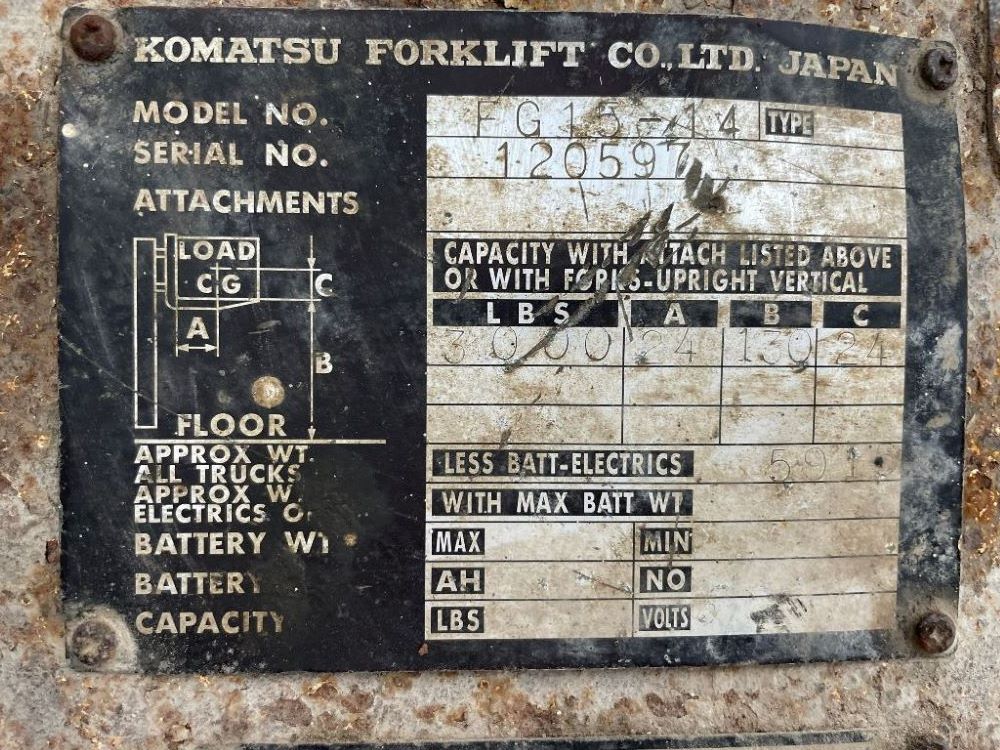 KOMATSU FORKLIFT CO.,LTD. JAPAN
MODEL NO. FG15-14 TYPE
SERIAL NO. 120597
ATTACHMENTS
CAPACITY WITH ATTACH LISTED ABOVE
OR WITH FORKS-UPRIGHT VERTICAL
LOAD
CG C
A
B
FLOOR
LBS A B C
3000 24 130 24
APPROX WT.
ALL TRUCKS
LESS BATT-ELECTRICS
APPROX W
ELECTRICS
WITH MAX BATT WT
BATTERY WT MAX MIN
BATTERY AH NO
CAPACITY LBS VOLTS